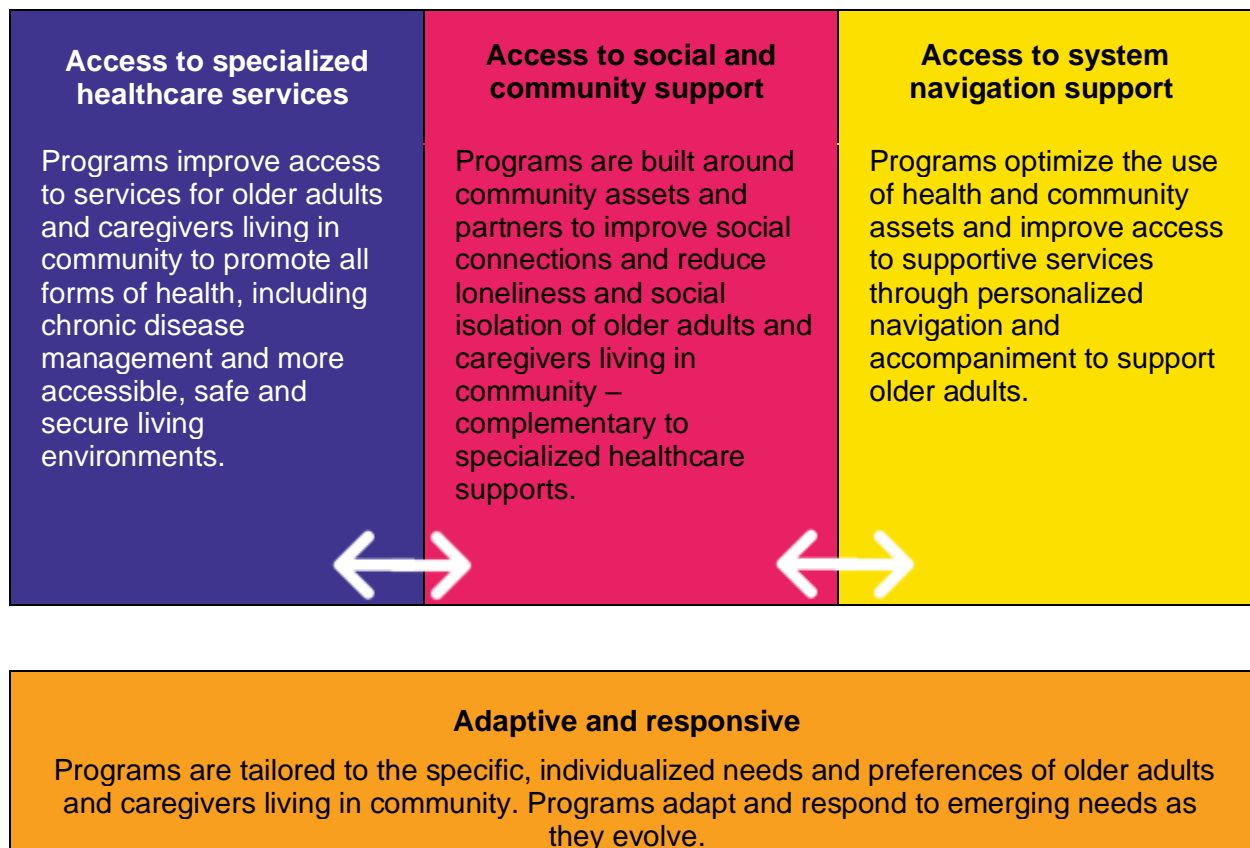 Access to specialized
healthcare services
Programs improve access
to services for older adults
and caregivers living in
community to promote all
forms of health, including
chronic disease
management and more
accessible, safe and
secure living
environments.
Access to social and
community support
Programs are built around
community assets and
partners to improve social
connections and reduce
loneliness and social
isolation of older adults and
caregivers living in
community –
complementary to
specialized healthcare
supports.
Access to system
navigation support
Programs optimize the use
of health and community
assets and improve access
to supportive services
through personalized
navigation and
accompaniment to support
older adults.
Adaptive and responsive
Programs are tailored to the specific, individualized needs and preferences of older adults
and caregivers living in community. Programs adapt and respond to emerging needs as
they evolve.